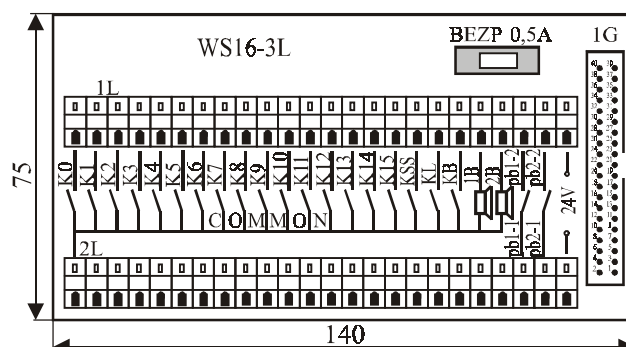 BEZP 0,5A
1G
WS16-3L
1L
75
K0
K1
K2
K3
K4
K5
K6
K7
K8
K9
K10
K11
K12
K13
K14
K15
KSS
KL
KB
1B
2B
pb1-2
pb2-2
24V
COMMON
pb1-1
pb2-1
2L
140